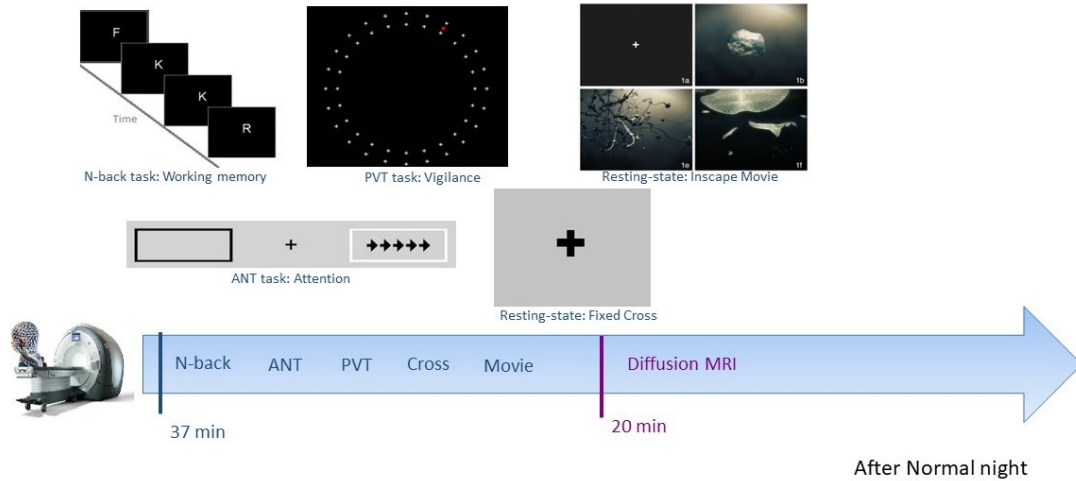 F
K
K
R
Time
N-back task: Working memory
PVT task: Vigilance
1a
1b
1e
1f
Resting-state: Inscape Movie
ANT task: Attention
Resting-state: Fixed Cross
N-back ANT PVT Cross Movie Diffusion MRI
37 min
20 min
After Normal night